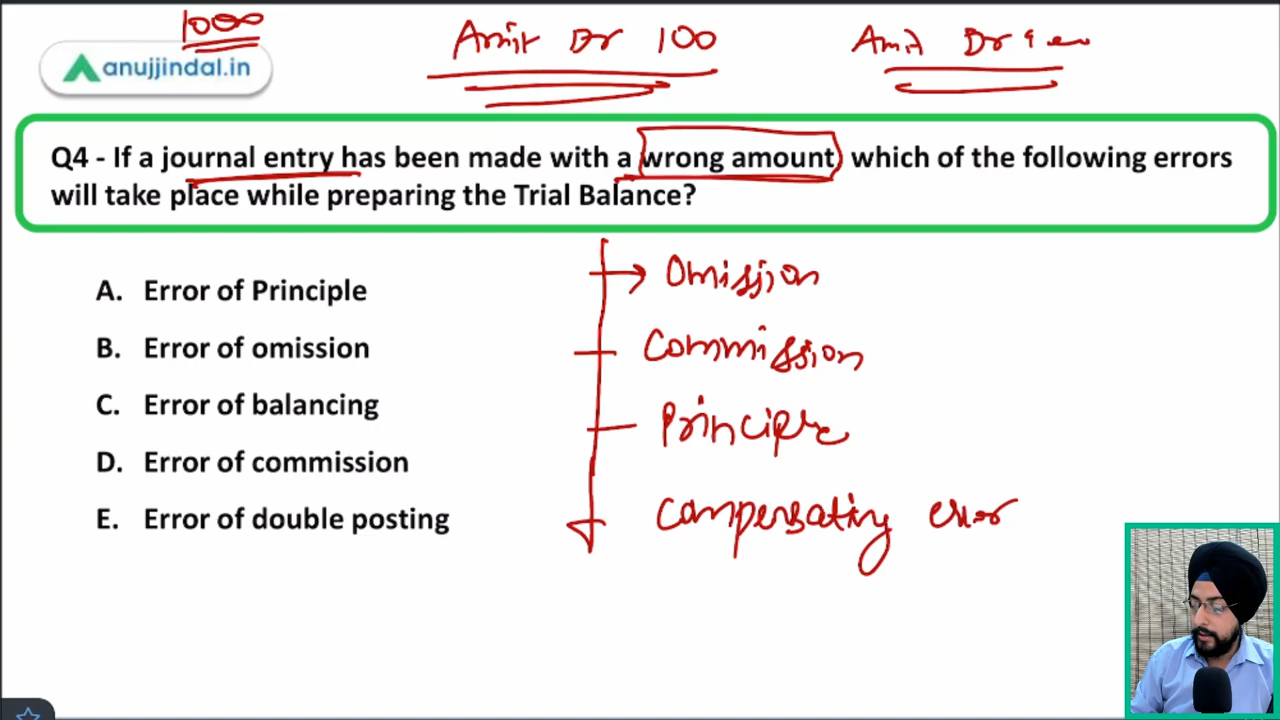 1000
Amit Dr 100
Amit Dr
anujjindal.in
Q4 - If a journal entry has been made with a wrong amount, which of the following errors
will take place while preparing the Trial Balance?
A. Error of Principle
B. Error of omission
C. Error of balancing
D. Error of commission
E. Error of double posting
Omission
Commission
Principle
Compensating error